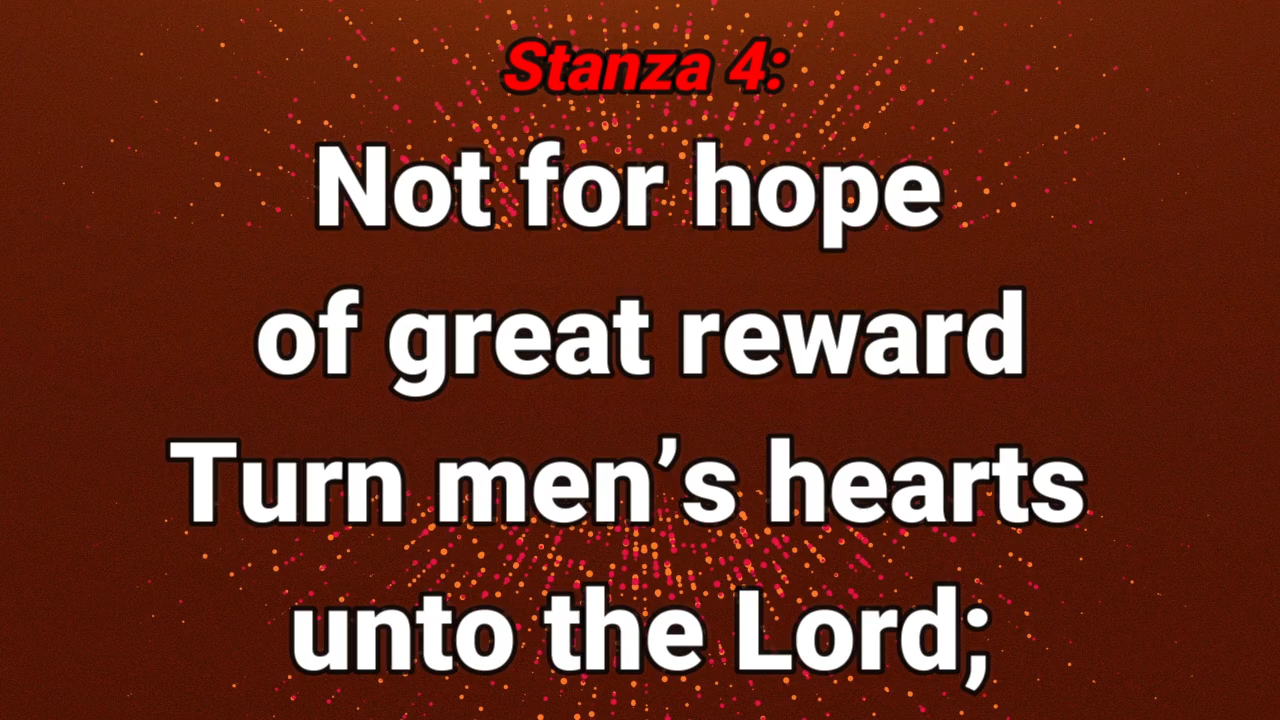 Stanza 4:
Not for hope
of great reward
Turn men’s hearts
unto the Lord;